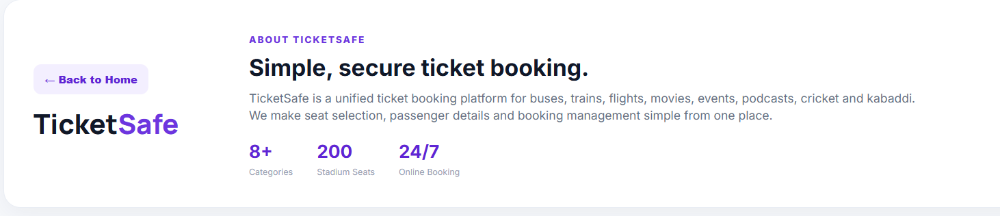 ← Back to Home
TicketSafe
ABOUT TICKETSAFE
Simple, secure ticket booking.
TicketSafe is a unified ticket booking platform for buses, trains, flights, movies, events, podcasts, cricket and kabaddi.
We make seat selection, passenger details and booking management simple from one place.
8+ 200 24/7
Categories Stadium Seats Online Booking